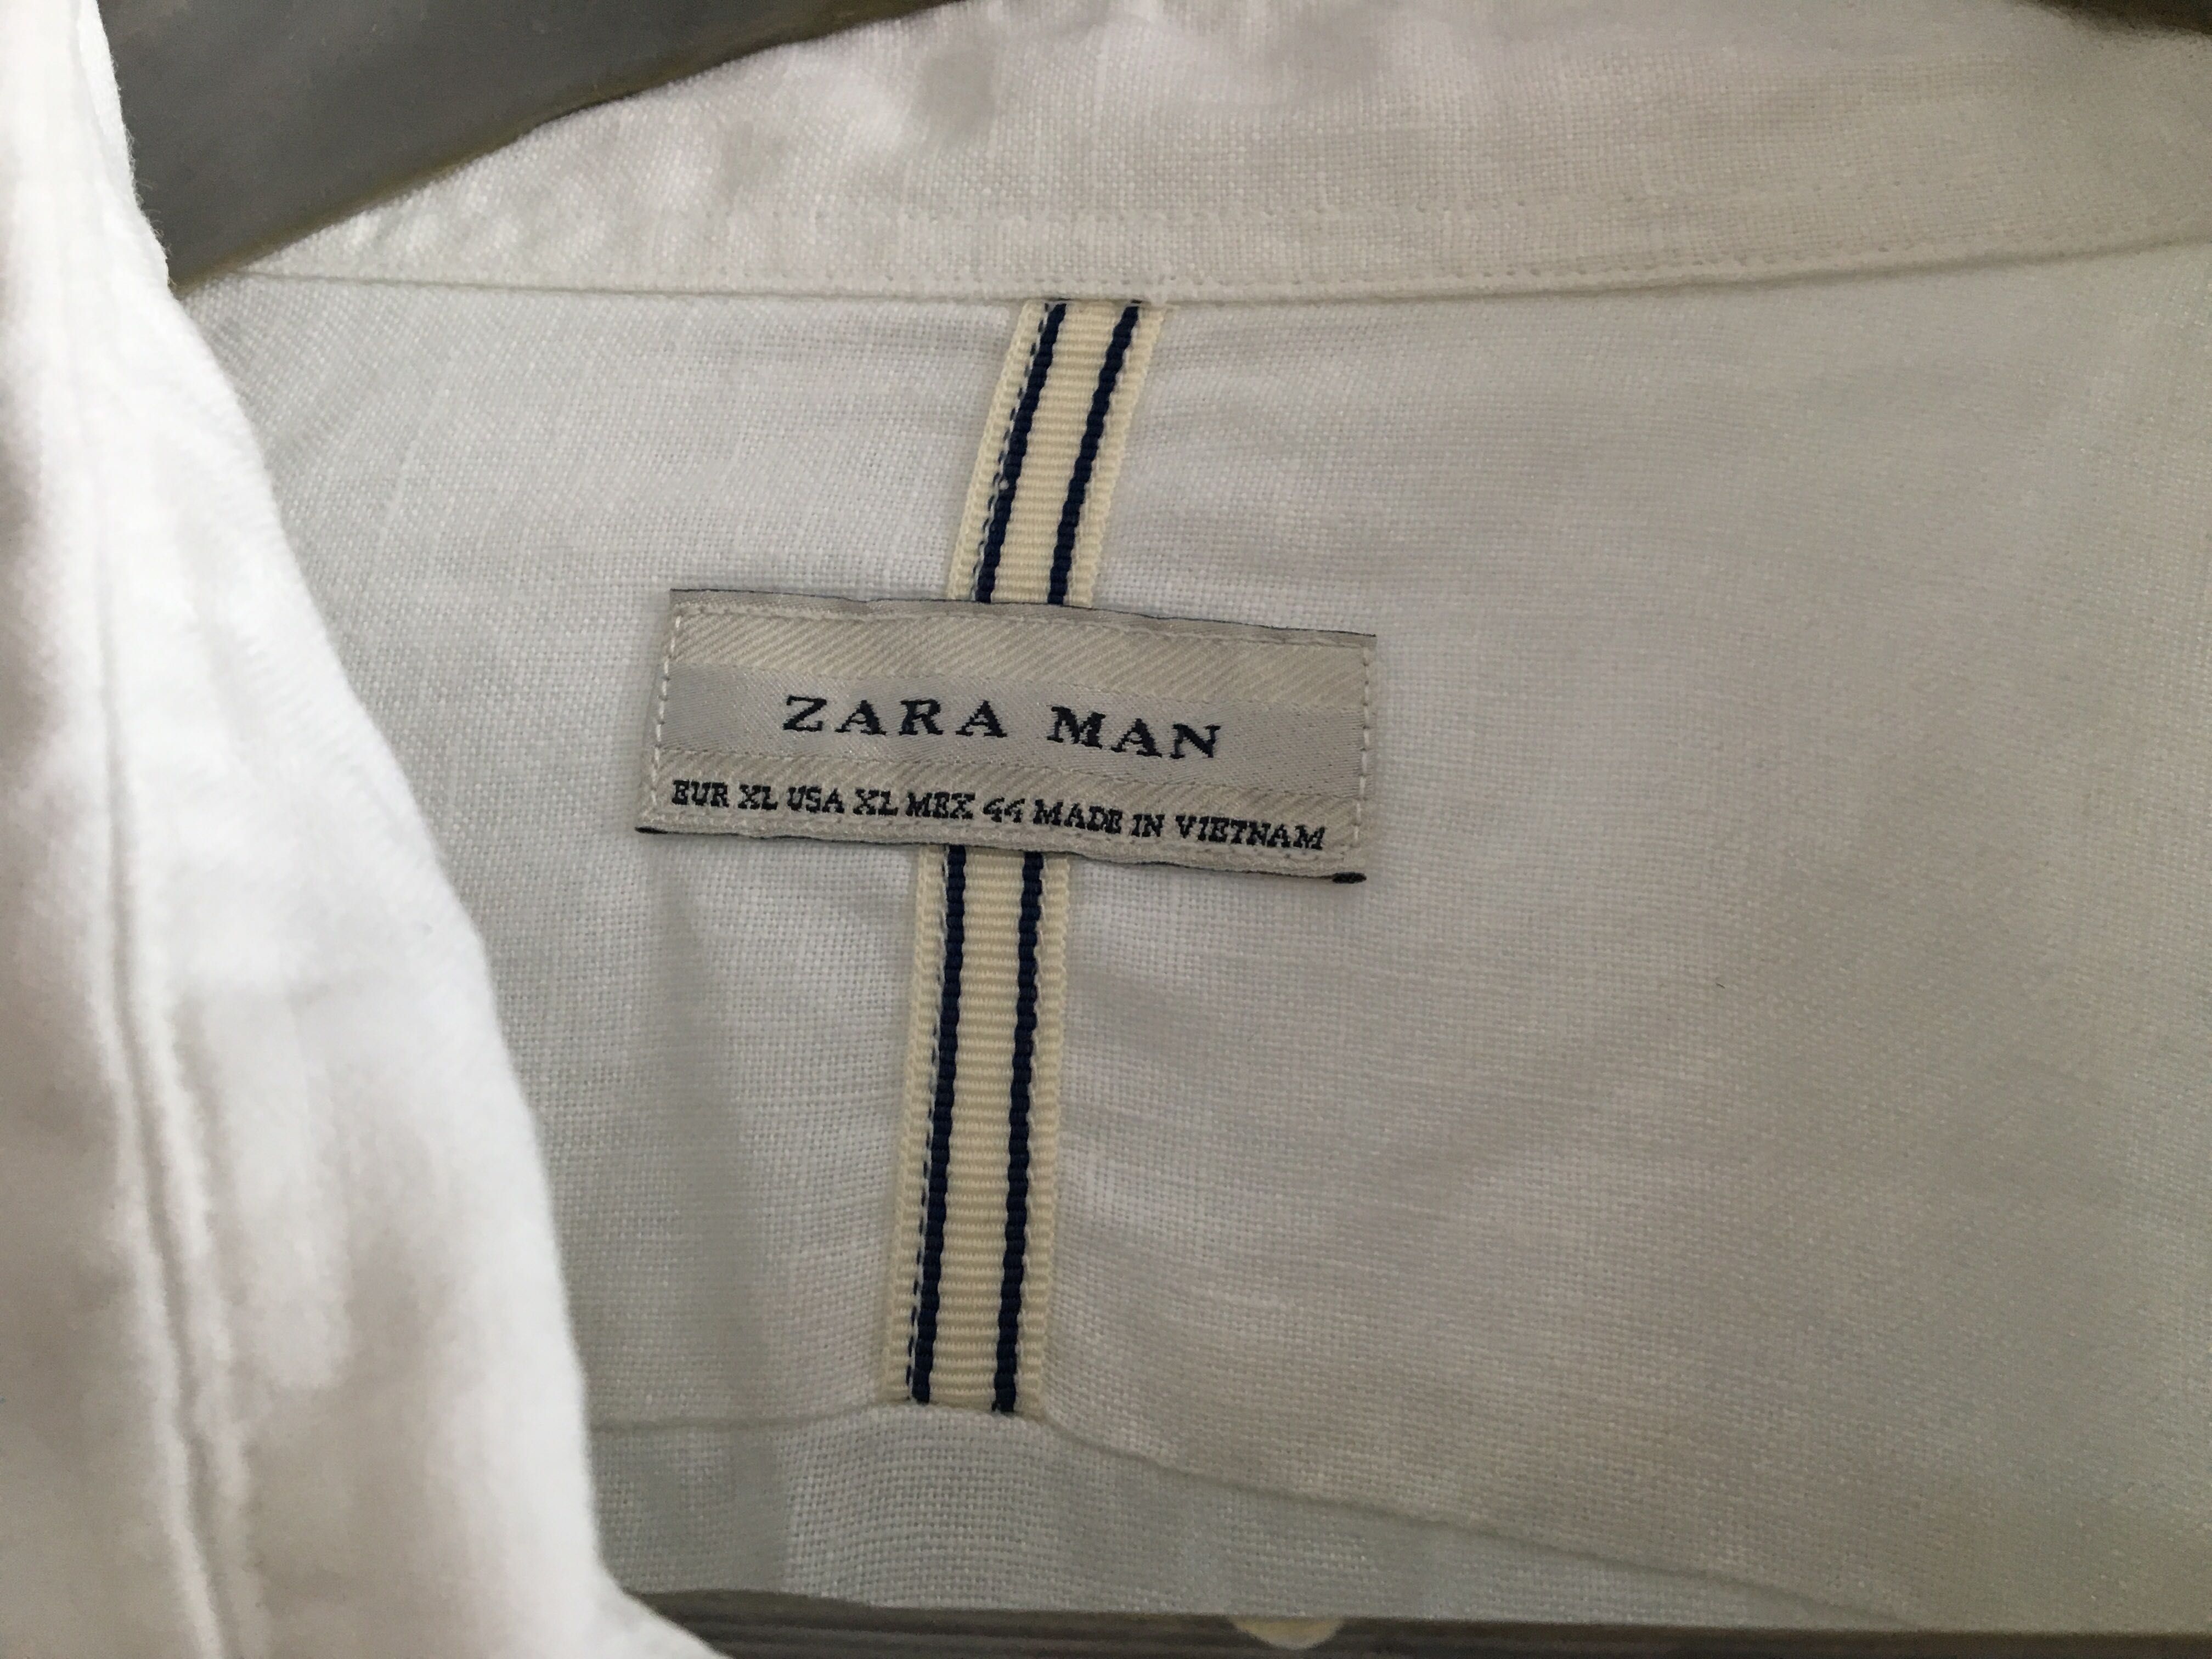 ZARA MAN
EUR XL USA XL MEX 44 MADE IN VIETNAM